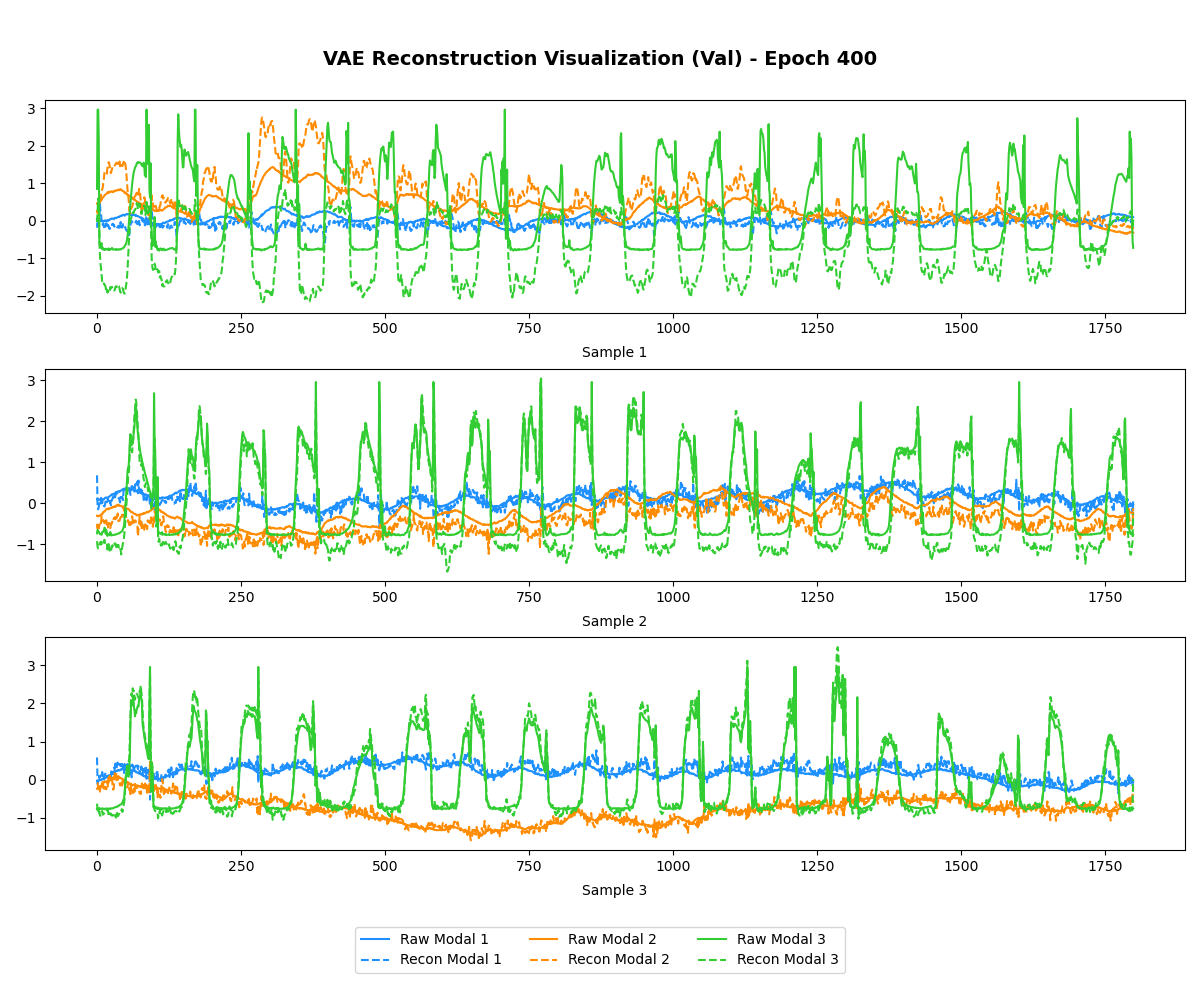 VAE Reconstruction Visualization (Val) - Epoch 400
3
2
1
0
−1
−2
0 250 500 750 1000 1250 1500 1750
Sample 1
3
2
1
0
−1
0 250 500 750 1000 1250 1500 1750
Sample 2
3
2
1
0
−1
0 250 500 750 1000 1250 1500 1750
Sample 3
Raw Modal 1 Raw Modal 2 Raw Modal 3
Recon Modal 1 Recon Modal 2 Recon Modal 3